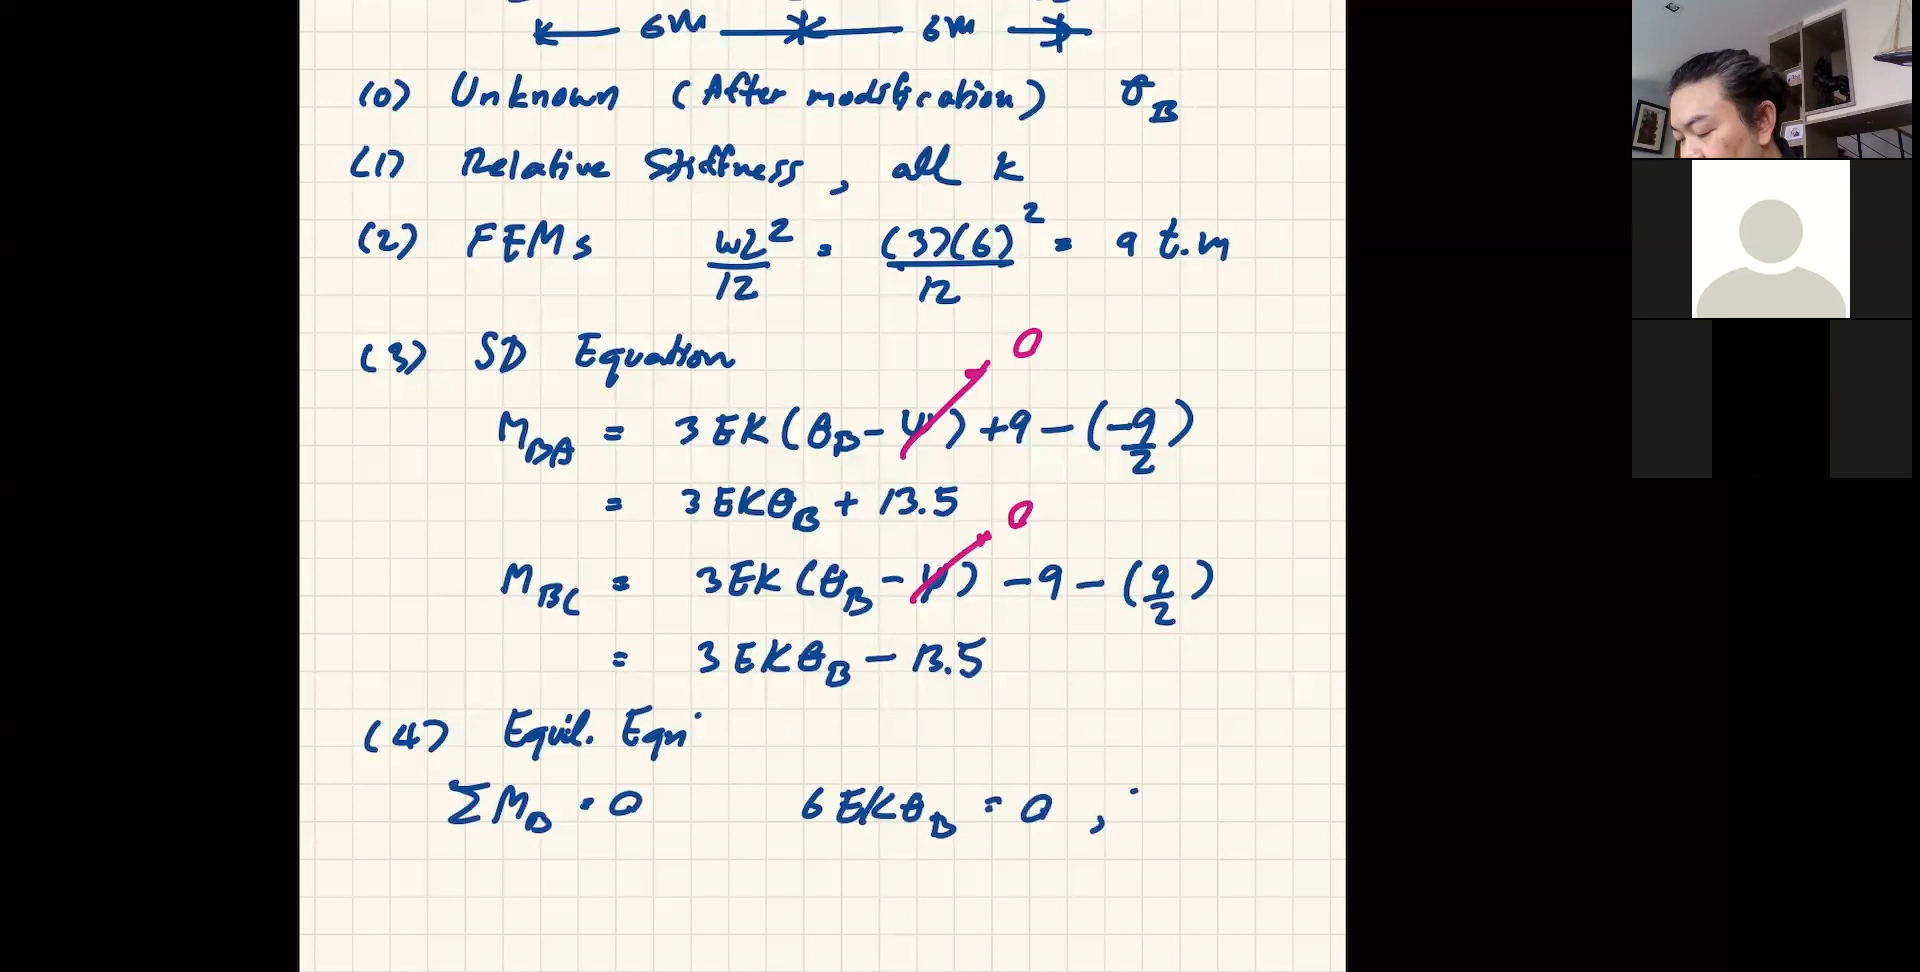 6m 6m
(0) Unknown (After modification) θB
(1) Relative Stiffness, all k
(2) FEMs wL²/12 = (3)(6)²/12 = 9 t.m
(3) SD Equation
0
MBA = 3EK(θB - ψ) + 9 - (-9/2)
= 3EKθB + 13.5
0
MBC = 3EK(θB - ψ) - 9 - (9/2)
= 3EKθB - 13.5
(4) Equil. Eqn
ΣMB = 0 6EKθB = 0 ,